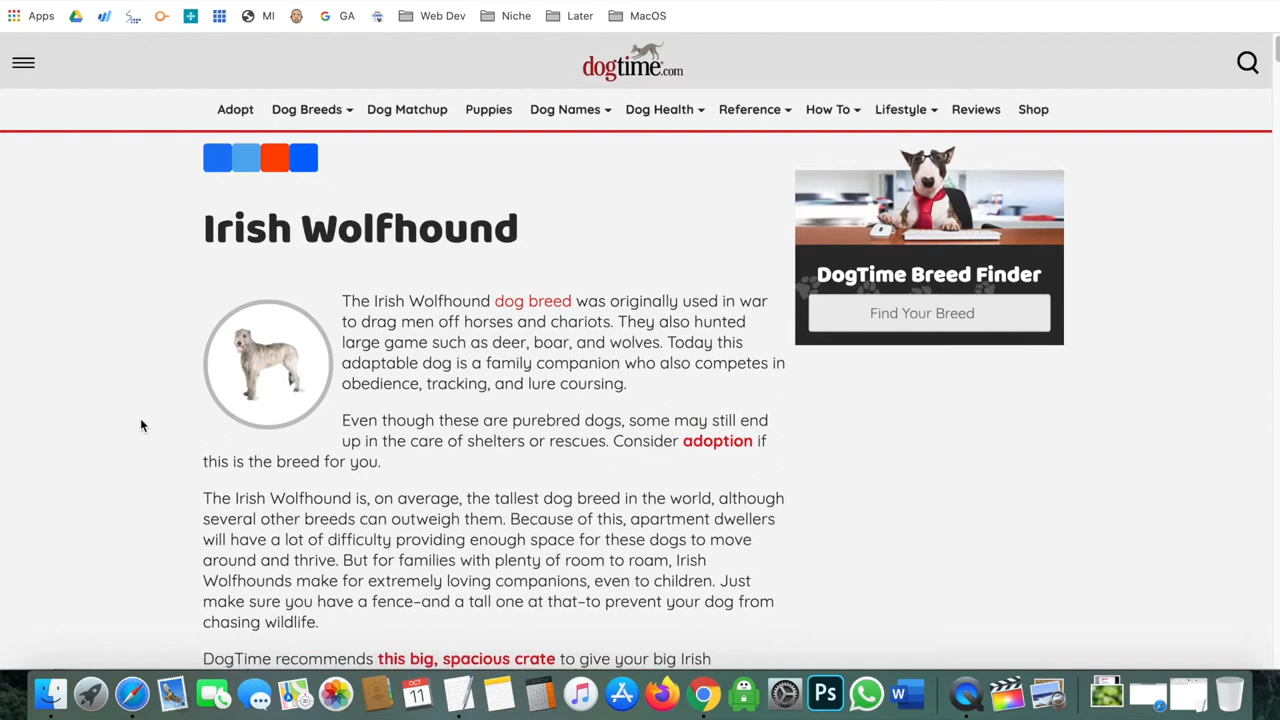 Apps MI GA Web Dev Niche Later MacOS
dogtime.com
Adopt Dog Breeds Dog Matchup Puppies Dog Names Dog Health Reference How To Lifestyle Reviews Shop
Irish Wolfhound
The Irish Wolfhound dog breed was originally used in war
to drag men off horses and chariots. They also hunted
large game such as deer, boar, and wolves. Today this
adaptable dog is a family companion who also competes in
obedience, tracking, and lure coursing.
Even though these are purebred dogs, some may still end
up in the care of shelters or rescues. Consider adoption if
this is the breed for you.
The Irish Wolfhound is, on average, the tallest dog breed in the world, although
several other breeds can outweigh them. Because of this, apartment dwellers
will have a lot of difficulty providing enough space for these dogs to move
around and thrive. But for families with plenty of room to roam, Irish
Wolfhounds make for extremely loving companions, even to children. Just
make sure you have a fence–and a tall one at that–to prevent your dog from
chasing wildlife.
DogTime recommends this big, spacious crate to give your big Irish
DogTime Breed Finder
Find Your Breed
OCT
11
Ps
W